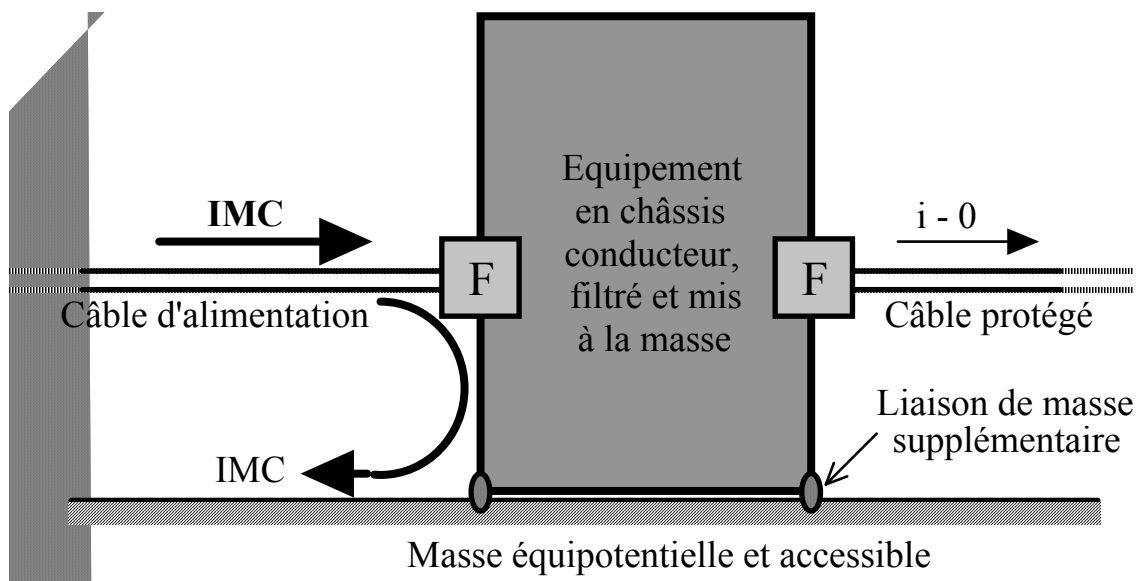 Equipement
en châssis
conducteur,
filtré et mis
à la masse
IMC
F
F
i - 0
Câble d'alimentation
Câble protégé
Liaison de masse
supplémentaire
IMC
Masse équipotentielle et accessible